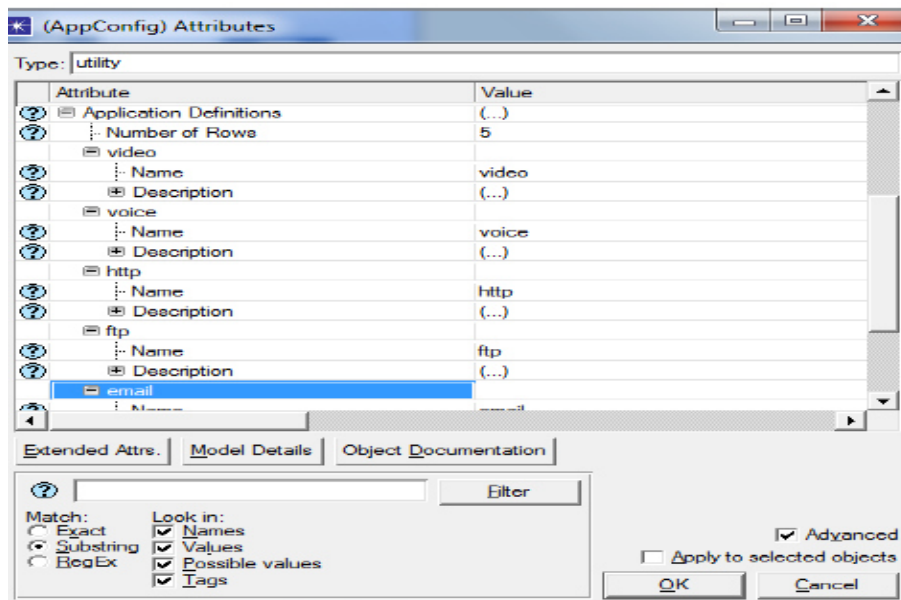 (AppConfig) Attributes
Type: utility
Attribute Value
Application Definitions (...)
Number of Rows 5
video
Name video
Description (...)
voice
Name voice
Description (...)
http
Name http
Description (...)
ftp
Name ftp
Description (...)
email
Extended Attrs. Model Details Object Documentation
Filter
Match: Look in:
Exact Names
Substring Values
RegEx Possible values
Tags
Advanced
Apply to selected objects
OK Cancel